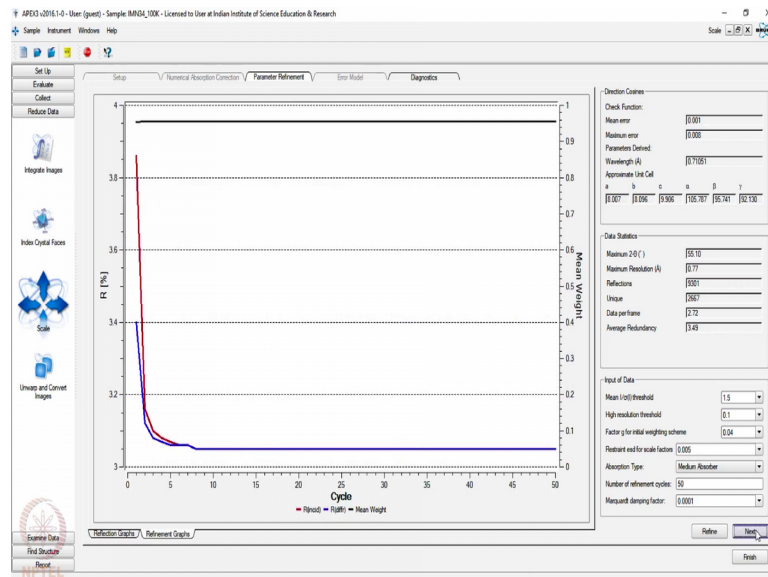 APEX3 v2016.1-0 - User: (guest) - Sample: IMN34_100K - Licensed to User at Indian Institute of Science Education & Research
Sample Instrument Windows Help
Scale
Set Up
Evaluate
Collect
Reduce Data
Integrate Images
Index Crystal Faces
Scale
Unwarp and Convert
Images
Examine Data
Find Structure
Report
NPTEL
Setup Numerical Absorption Correction Parameter Refinement Error Model Diagnostics
R [%]
4
3.8
3.6
3.4
3.2
3
1
0.9
0.8
0.7
0.6
0.5
0.4
0.3
0.2
0.1
0
Mean Weight
0 5 10 15 20 25 30 35 40 45 50
Cycle
R(incid) R(diffr) Mean Weight
Reflection Graphs Refinement Graphs
Direction Cosines
Check Function:
Mean error 0.001
Maximum error 0.008
Parameters Derived:
Wavelength (Å) 0.71051
Approximate Unit Cell
a b c α β γ
8.007 8.096 9.906 105.787 95.741 92.130
Data Statistics
Maximum 2-θ (°) 55.10
Maximum Resolution (Å) 0.77
Reflections 9301
Unique 2667
Data per frame 2.72
Average Redundancy 3.49
Input of Data
Mean I/σ(I) threshold 1.5
High resolution threshold 0.1
Factor g for initial weighting scheme 0.04
Restraint esd for scale factors 0.005
Absorption Type: Medium Absorber
Number of refinement cycles: 50
Marquardt damping factor: 0.0001
Refine Next
Finish